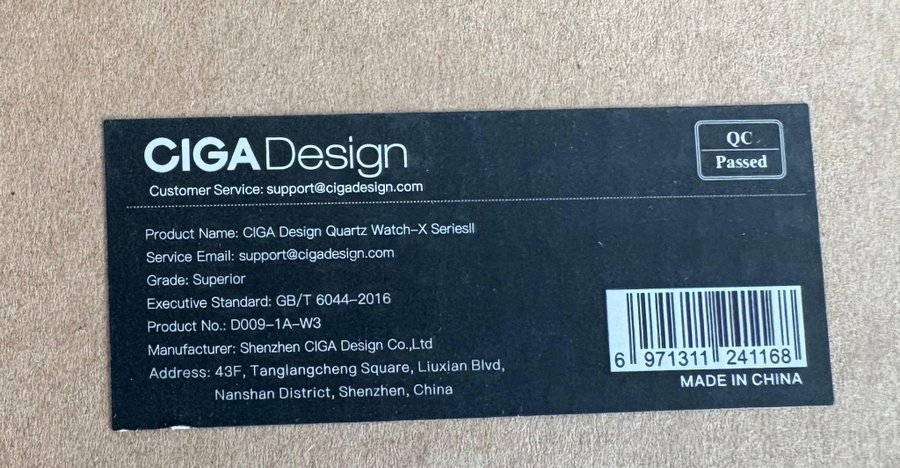 CIGA Design
QC
Passed
Customer Service: support@cigadesign.com
Product Name: CIGA Design Quartz Watch-X SeriesII
Service Email: support@cigadesign.com
Grade: Superior
Executive Standard: GB/T 6044-2016
Product No.: D009-1A-W3
Manufacturer: Shenzhen CIGA Design Co.,Ltd
Address: 43F, Tanglangcheng Square, Liuxian Blvd,
Nanshan District, Shenzhen, China
6 971311 241168
MADE IN CHINA